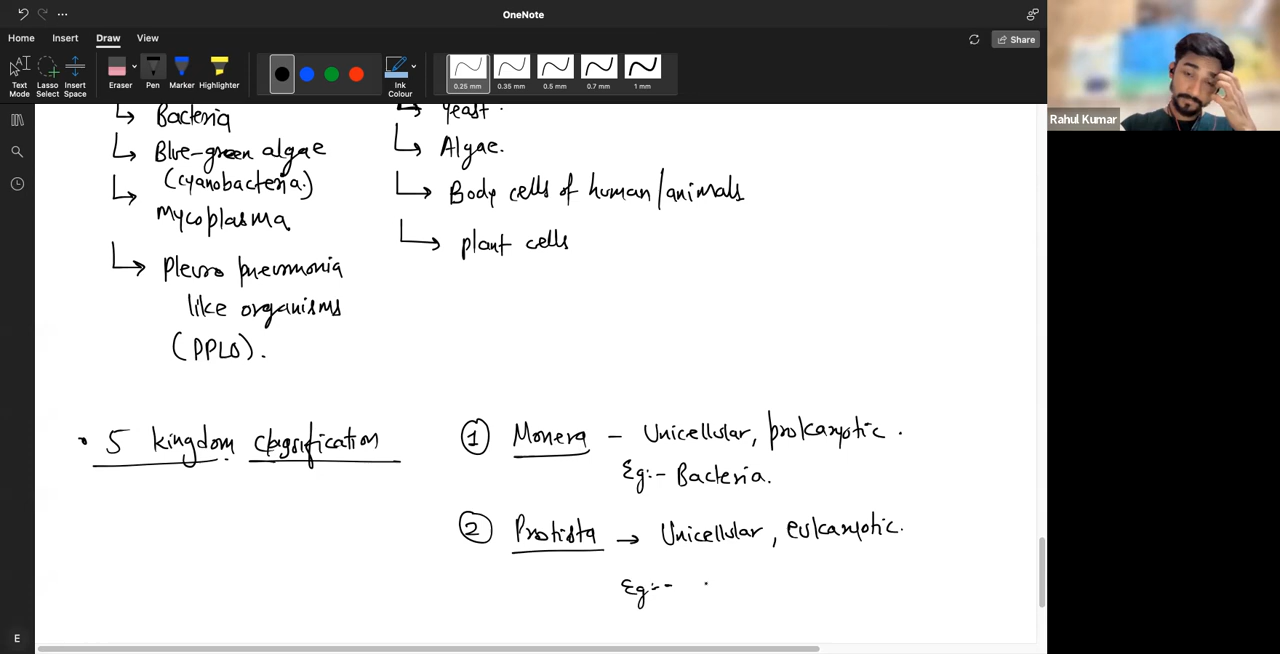 OneNote
Home Insert Draw View
Share
Text Mode
Lasso Select
Insert Space
Eraser
Pen
Marker
Highlighter
Ink Colour
0.25 mm
0.35 mm
0.5 mm
0.7 mm
1 mm
Rahul Kumar
Bacteria
Blue-green algae
(cyanobacteria.)
Mycoplasma
Pleuro pneumonia
like organisms
(PPLO).
Yeast.
Algae.
Body cells of human/animals
plant cells
• 5 kingdom classification
① Monera - Unicellular, prokaryotic.
Eg:- Bacteria.
② Protista → Unicellular, eukaryotic.
Eg:-
E